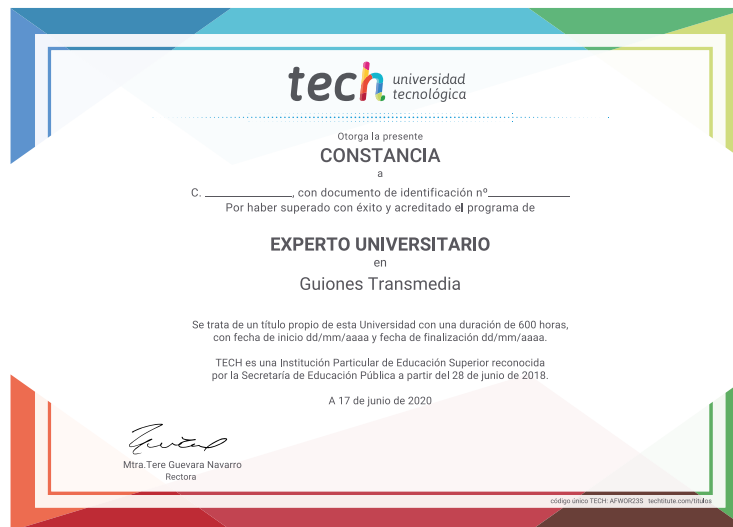 tech universidad
tecnológica
Otorga la presente
CONSTANCIA
a
C. ________________, con documento de identificación nº______________
Por haber superado con éxito y acreditado el programa de
EXPERTO UNIVERSITARIO
en
Guiones Transmedia
Se trata de un título propio de esta Universidad con una duración de 600 horas,
con fecha de inicio dd/mm/aaaa y fecha de finalización dd/mm/aaaa.
TECH es una Institución Particular de Educación Superior reconocida
por la Secretaría de Educación Pública a partir del 28 de junio de 2018.
A 17 de junio de 2020
Mtra.Tere Guevara Navarro
Rectora
código único TECH: AFWOR23S techtitute.com/títulos